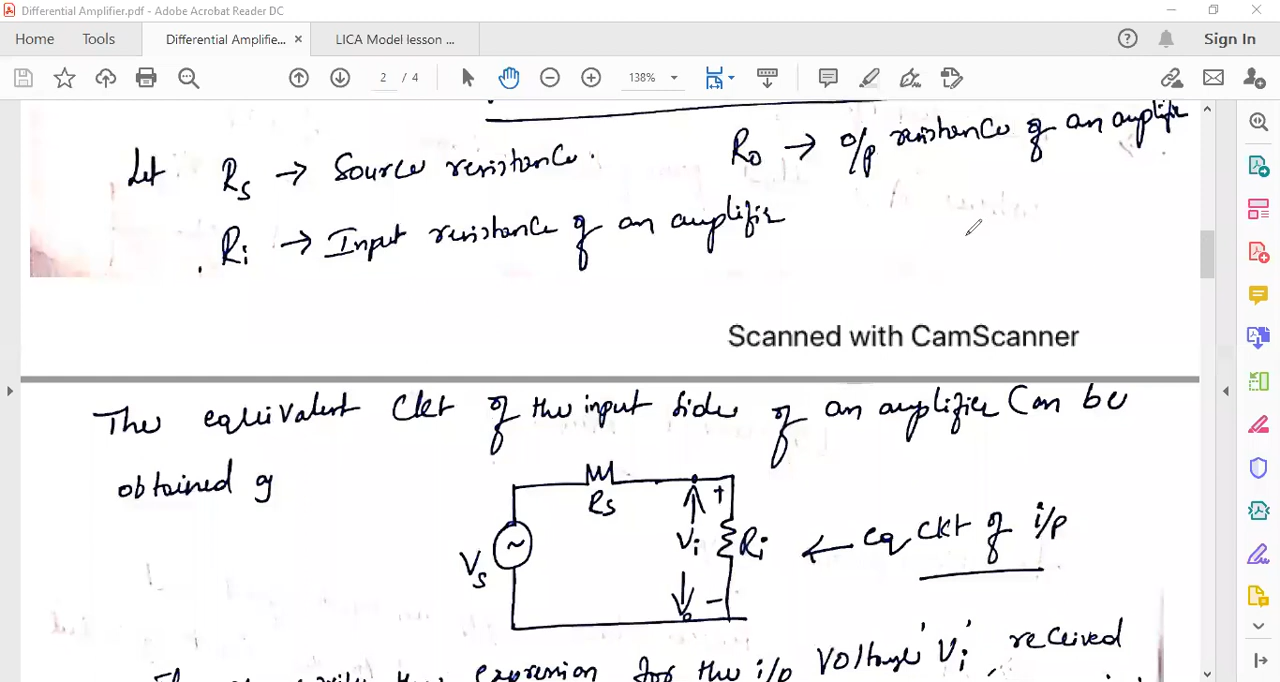 Differential Amplifier.pdf - Adobe Acrobat Reader DC
Home Tools Differential Amplifie... × LICA Model lesson ... Sign In
2 / 4 138%
Let Rs → Source resistance. Ro → o/p resistance of an amplifie
Ri → Input resistance of an amplifier
Scanned with CamScanner
The equivalent Ckt of the input side of an amplifier Can be
obtained
Rs
+
Vs
Vi
Ri ← eq Ckt of i/p
−
expression for the i/p Voltage 'Vi' received